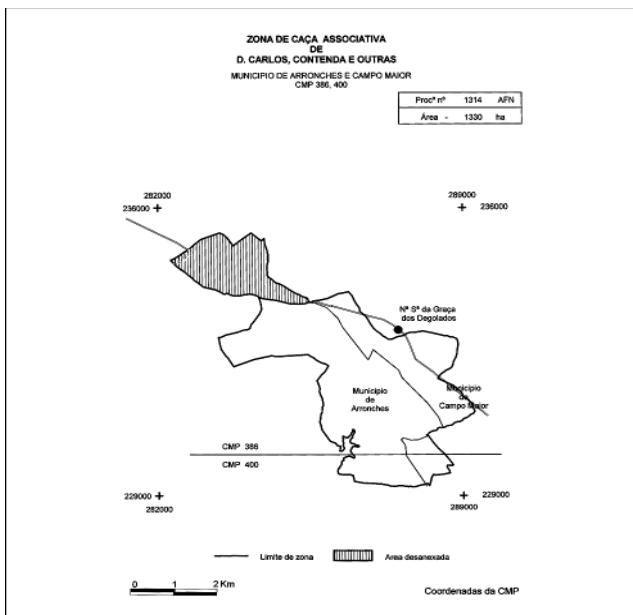 ZONA DE CAÇA ASSOCIATIVA
DE
D. CARLOS, CONTENDA E OUTRAS
MUNICIPIO DE ARRONCHES E CAMPO MAIOR
CMP 386, 400
Procº nº 1314 AFN
Área - 1330 ha
282000
236000
289000
236000
Nª Sª da Graça
dos Degolados
Município
de
Arronches
Município
de
Campo Maior
CMP 386
CMP 400
229000
282000
229000
289000
Limite de zona
Area desanexada
0 1 2 Km
Coordenadas da CMP